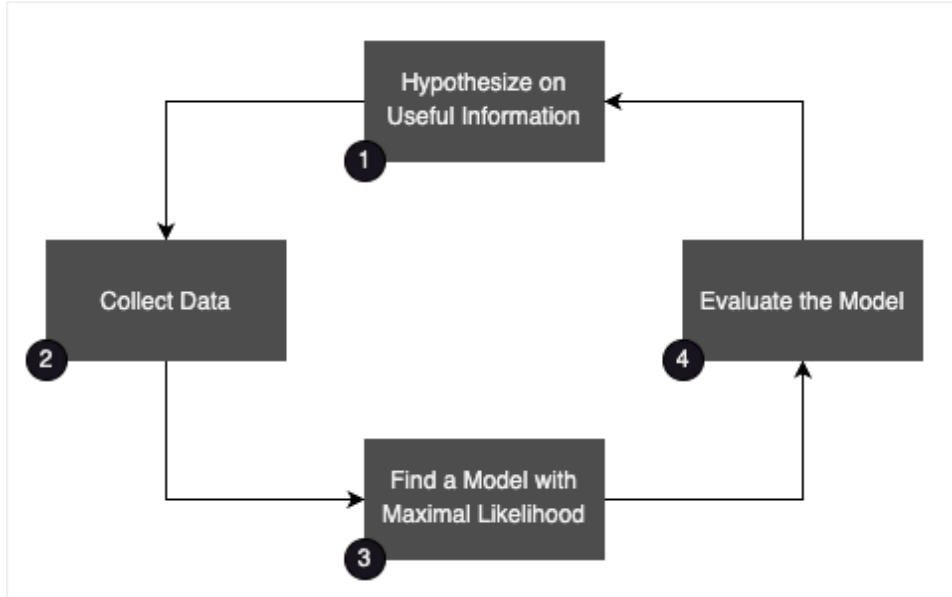 Hypothesize on
Useful Information
1
Collect Data
2
Evaluate the Model
4
Find a Model with
Maximal Likelihood
3